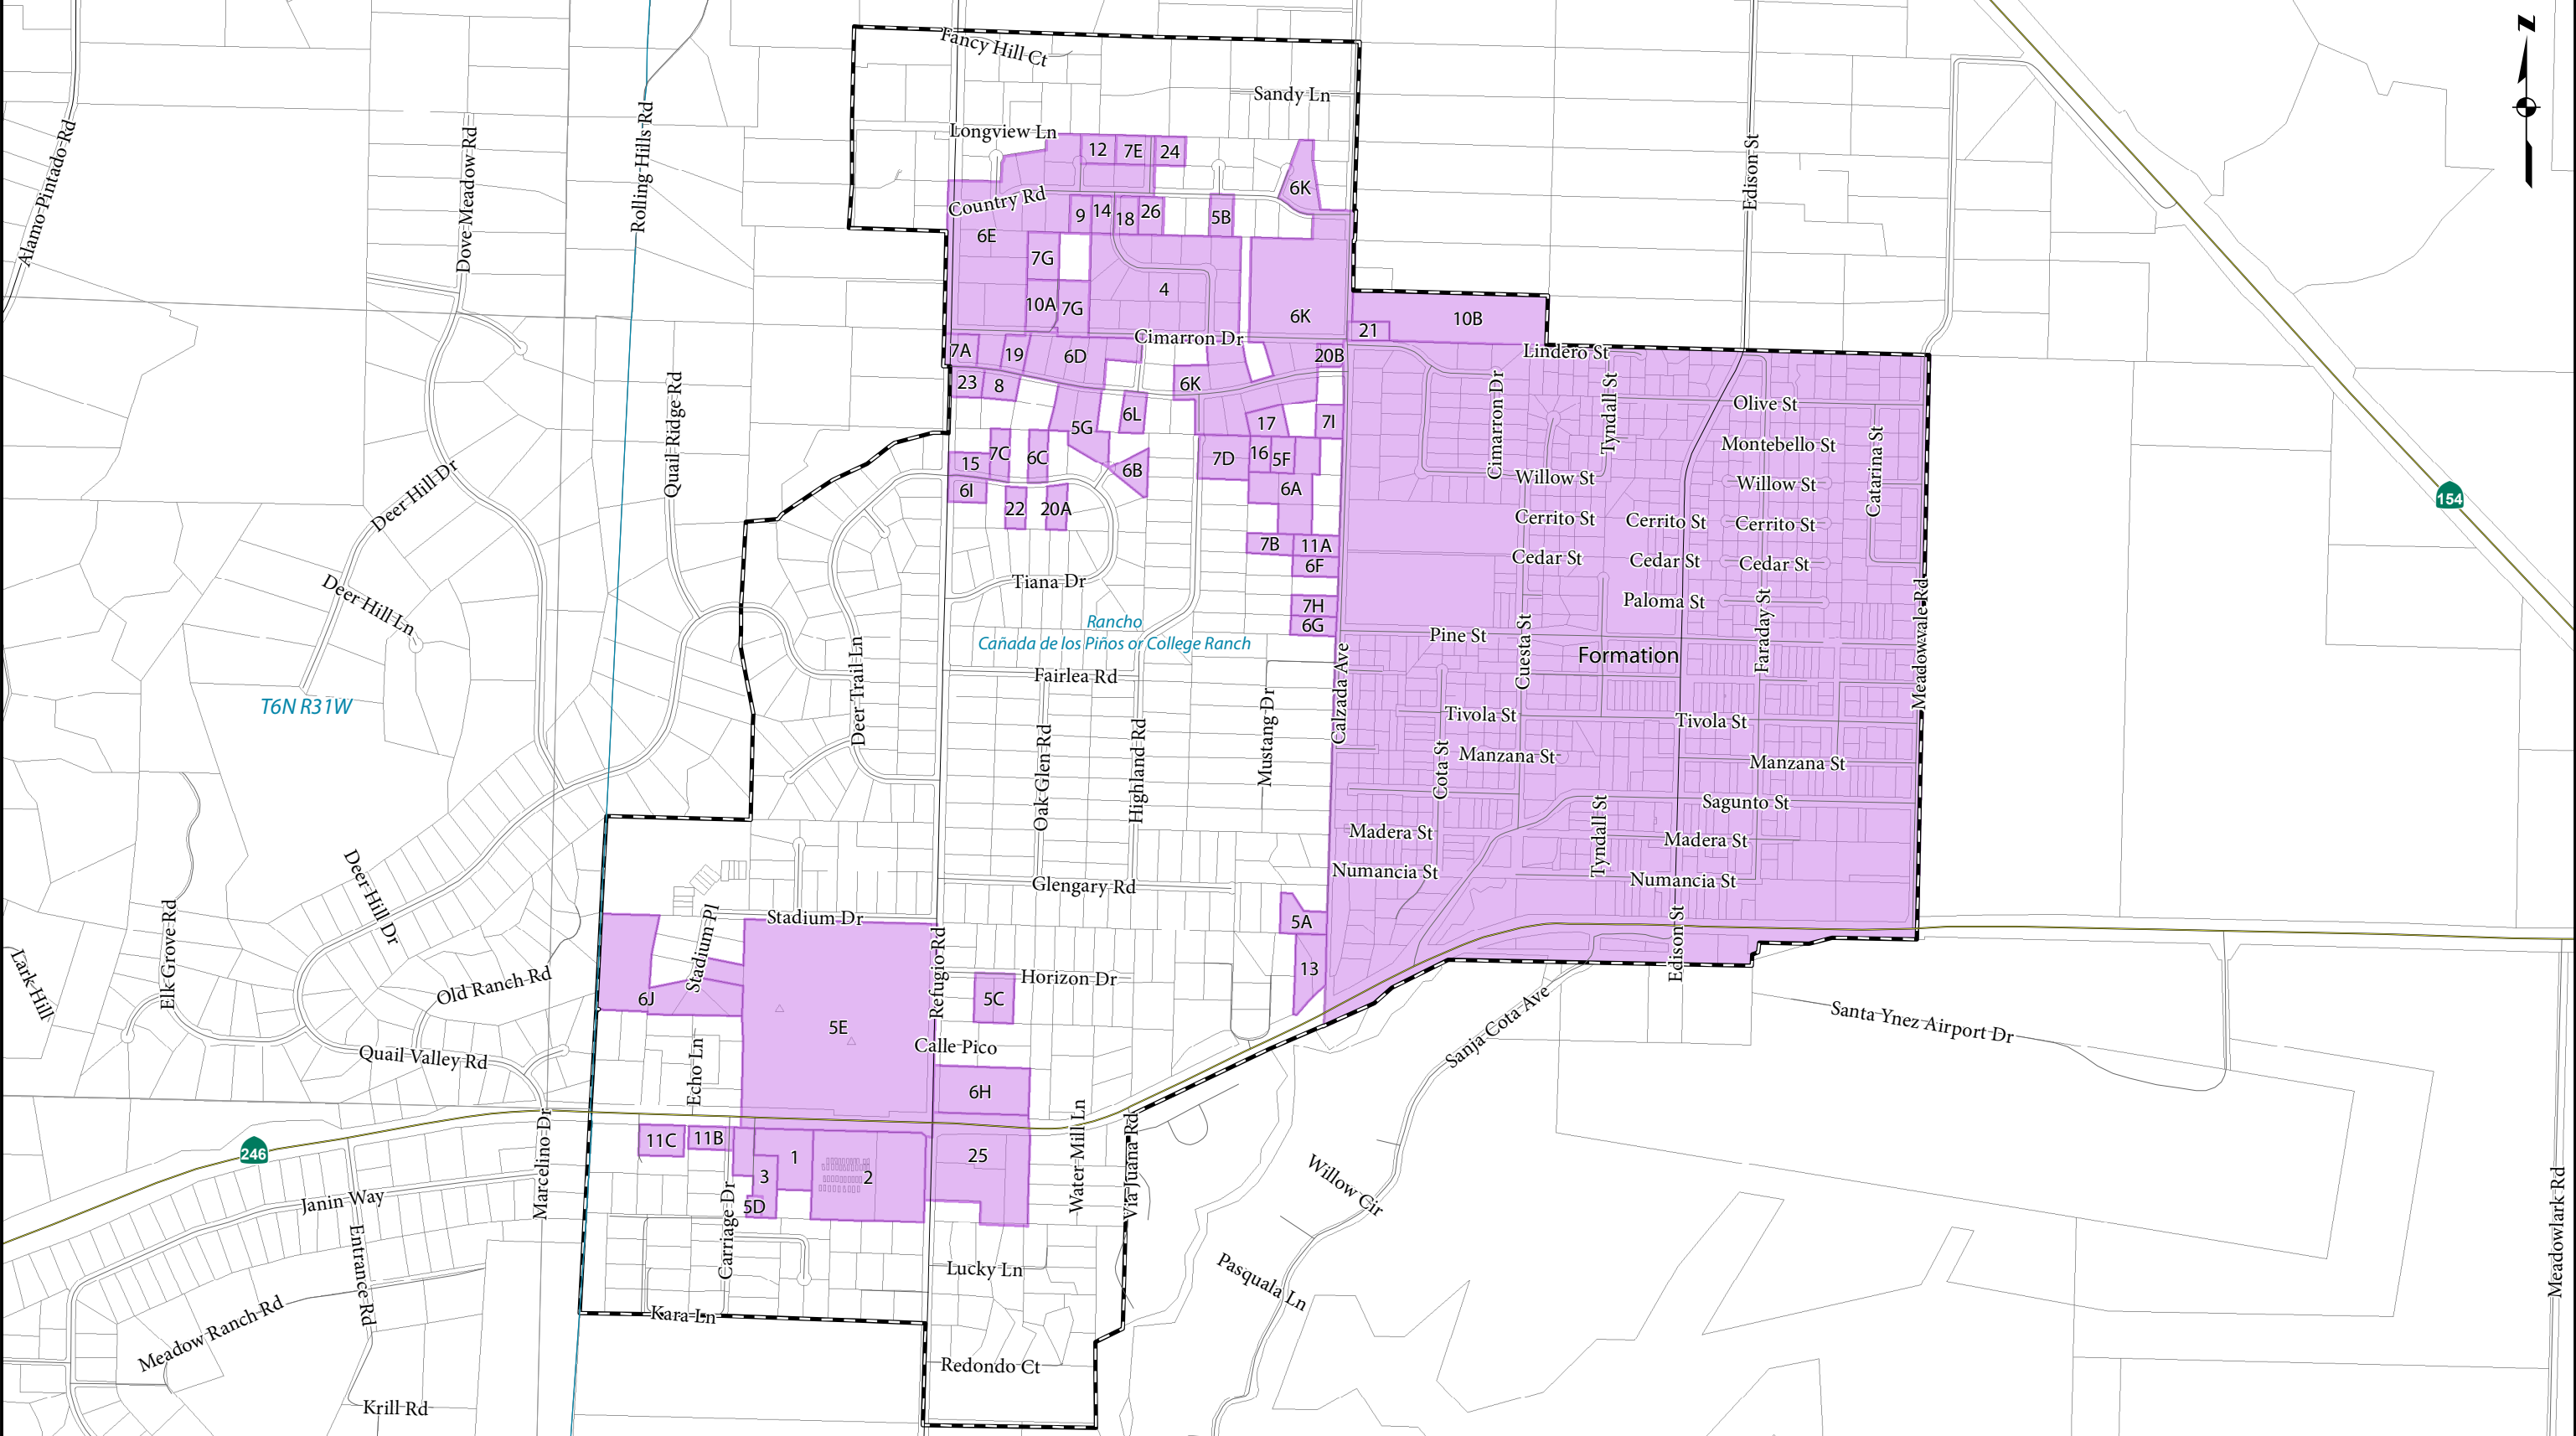 Fancy Hill Ct
Sandy Ln
Longview Ln
12
7E
24
6K
Country Rd
9
14
18
26
5B
6E
7G
10A
7G
4
6K
10B
21
Cimarron Dr
Lindero St
7A
19
6D
20B
23
8
6K
6L
5G
17
7I
15
7C
6C
6B
7D
16
5F
6A
6I
22
20A
7B
11A
6F
7H
6G
Tiana Dr
Rancho
Cañada de los Piños or College Ranch
Fairlea Rd
Alamo Pintado Rd
Dove Meadow Rd
Rolling Hills Rd
Quail Ridge Rd
Deer Hill Dr
Deer Hill Ln
T6N R31W
Deer Trail Ln
Oak Glen Rd
Highland Rd
Mustang Dr
Calzada Ave
Edison St
Cimarron Dr
Tyndall St
Olive St
Montebello St
Catarina St
Willow St
Willow St
Cerrito St
Cerrito St
Cerrito St
Cedar St
Cedar St
Cedar St
Paloma St
Faraday St
Meadowvale Rd
Pine St
Cuesta St
Formation
Tivola St
Tivola St
Cota St
Manzana St
Manzana St
Sagunto St
Tyndall St
Madera St
Madera St
Numancia St
Numancia St
Edison St
154
Glengary Rd
Stadium Dr
Stadium Pl
Refugio Rd
Horizon Dr
5A
13
5C
6J
5E
Calle Pico
6H
Echo Ln
Deer Hill Dr
Elk Grove Rd
Lark Hill
Old Ranch Rd
Quail Valley Rd
246
Marcelino Dr
Janin Way
Entrance Rd
Meadow Ranch Rd
Krill Rd
11C
11B
1
3
5D
2
25
Carriage Dr
Water Mill Ln
Via Juana Rd
Lucky Ln
Kara Ln
Redondo Ct
Sanja Cota Ave
Willow Cir
Pasquala Ln
Santa Ynez Airport Dr
Meadowlark Rd
N